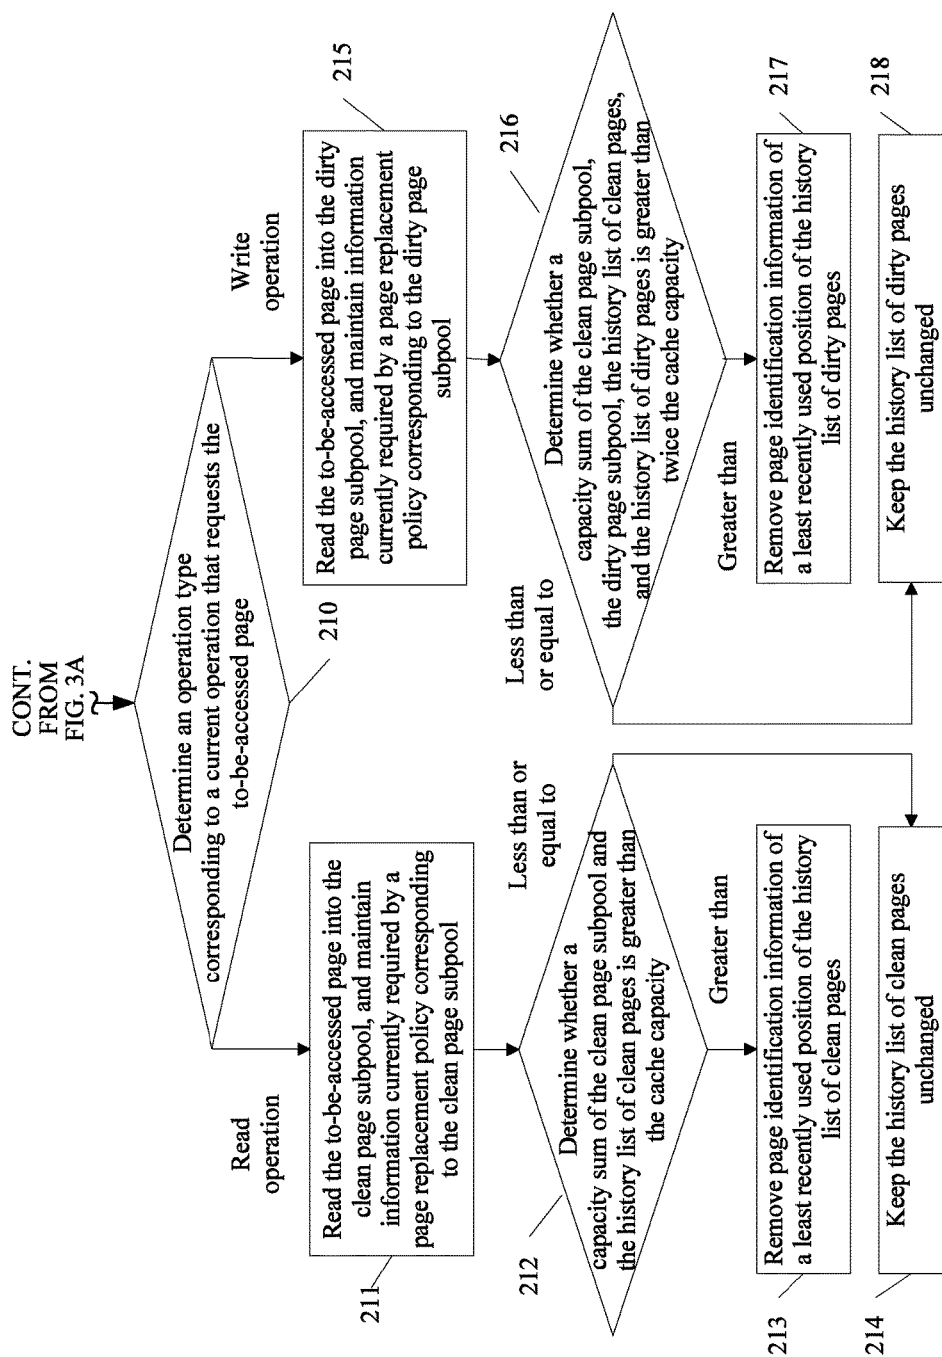 CONT.
FROM
FIG. 3A
Determine an operation type
corresponding to a current operation that requests the
to-be-accessed page
210
Read
operation
Write
operation
Read the to-be-accessed page into the
clean page subpool, and maintain
information currently required by a
page replacement policy corresponding
to the clean page subpool
211
Read the to-be-accessed page into the dirty
page subpool, and maintain information
currently required by a page replacement
policy corresponding to the dirty page
subpool
215
Determine whether a
capacity sum of the clean page subpool and
the history list of clean pages is greater than
the cache capacity
212
Less than or
equal to
Greater than
Determine whether a
capacity sum of the clean page subpool,
the dirty page subpool, the history list of clean pages,
and the history list of dirty pages is greater than
twice the cache capacity
216
Less than
or equal to
Greater than
Remove page identification information of
a least recently used position of the history
list of clean pages
213
Remove page identification information of
a least recently used position of the history
list of dirty pages
217
Keep the history list of clean pages
unchanged
214
Keep the history list of dirty pages
unchanged
218